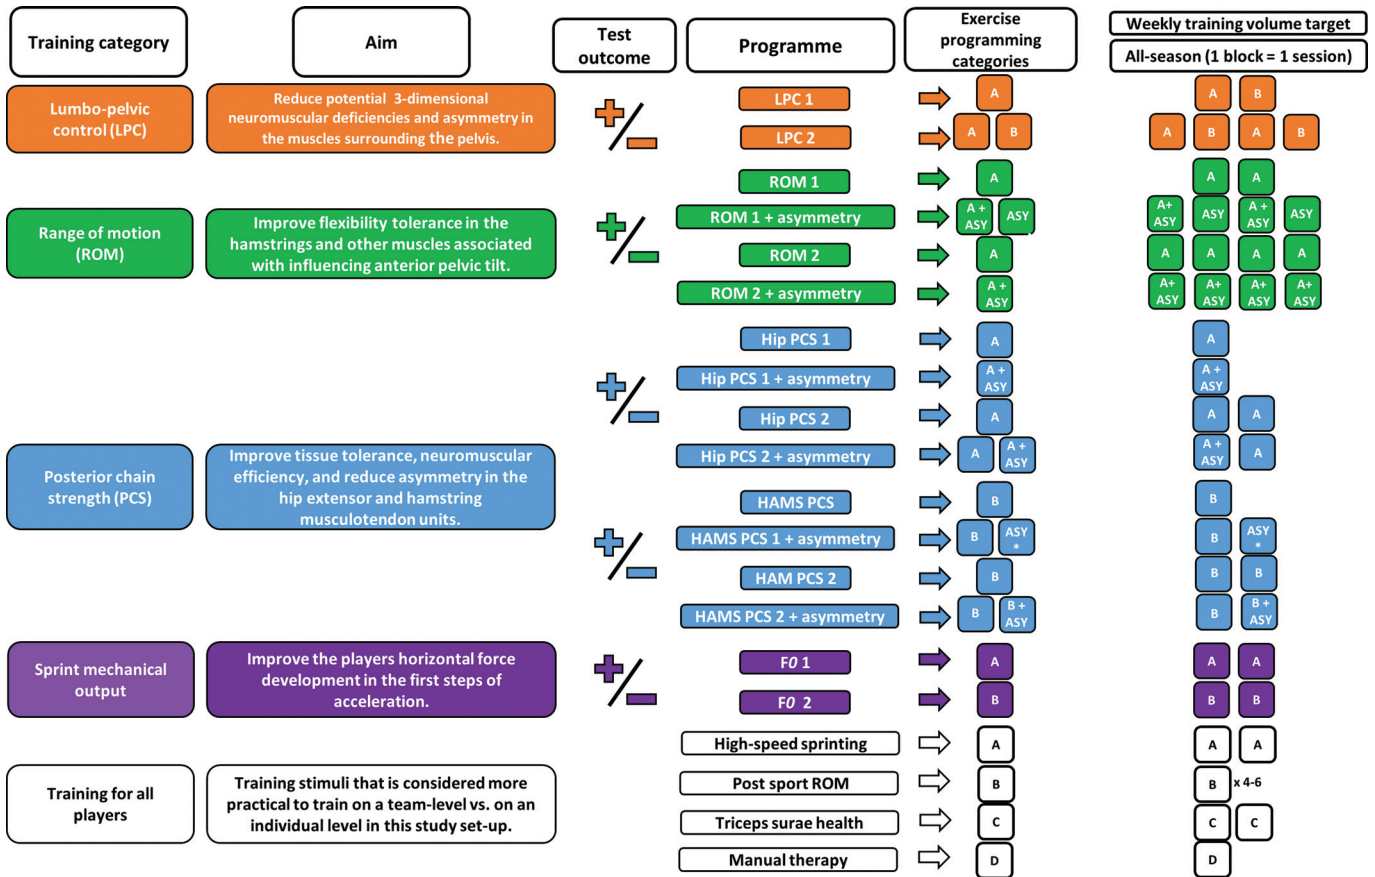 Training category
Aim
Test
outcome
Programme
Exercise
programming
categories
Weekly training volume target
All-season (1 block = 1 session)
Lumbo-pelvic
control (LPC)
Reduce potential 3-dimensional
neuromuscular deficiencies and asymmetry in
the muscles surrounding the pelvis.
LPC 1
A
A B
LPC 2
A B
A B A B
Range of motion
(ROM)
Improve flexibility tolerance in the
hamstrings and other muscles associated
with influencing anterior pelvic tilt.
ROM 1
A
A A
ROM 1 + asymmetry
A +
ASY
ASY
A+
ASY
ASY
A +
ASY
ASY
ROM 2
A
A A A A
ROM 2 + asymmetry
A +
ASY
A+
ASY
A+
ASY
A+
ASY
A+
ASY
Posterior chain
strength (PCS)
Improve tissue tolerance, neuromuscular
efficiency, and reduce asymmetry in the
hip extensor and hamstring
musculotendon units.
Hip PCS 1
A
A
Hip PCS 1 + asymmetry
A +
ASY
A +
ASY
Hip PCS 2
A
A A
Hip PCS 2 + asymmetry
A
A +
ASY
A +
ASY
A
HAMS PCS
B
B
HAMS PCS 1 + asymmetry
B
ASY
*
B
ASY
*
HAM PCS 2
B
B B
HAMS PCS 2 + asymmetry
B
B +
ASY
B
B +
ASY
Sprint mechanical
output
Improve the players horizontal force
development in the first steps of
acceleration.
F0 1
A
A A
F0 2
B
B B
Training for all
players
Training stimuli that is considered more
practical to train on a team-level vs. on an
individual level in this study set-up.
High-speed sprinting
A
A A
Post sport ROM
B
B x 4-6
Triceps surae health
C
C C
Manual therapy
D
D